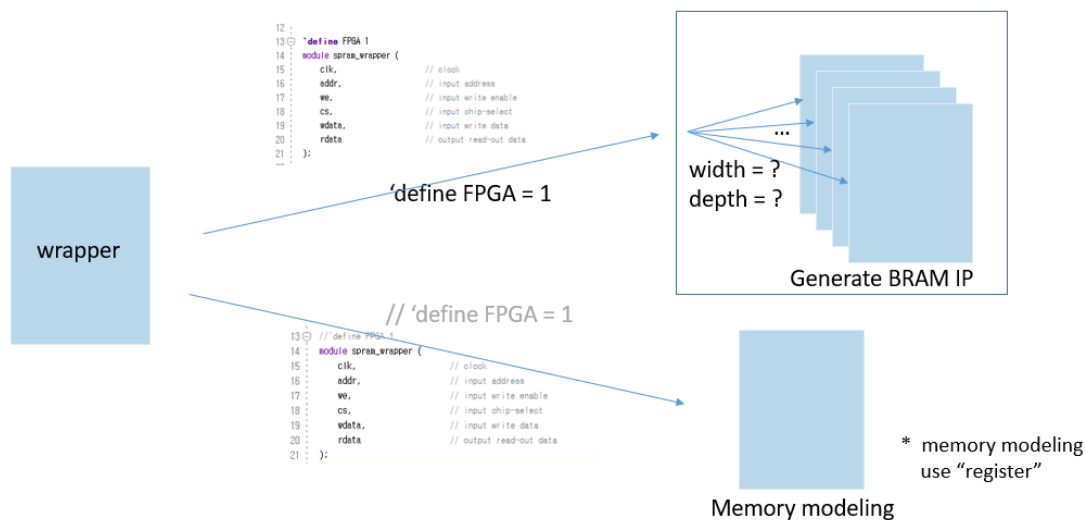 12
13 `define FPGA 1
14 module spram_wrapper (
15 clk, // clock
16 addr, // input address
17 we, // input write enable
18 cs, // input chip-select
19 wdata, // input write data
20 rdata // output read-out data
21 );
‘define FPGA = 1
...
width = ?
depth = ?
Generate BRAM IP
wrapper
// ‘define FPGA = 1
13 //`define FPGA 1
14 module spram_wrapper (
15 clk, // clock
16 addr, // input address
17 we, // input write enable
18 cs, // input chip-select
19 wdata, // input write data
20 rdata // output read-out data
21 );
* memory modeling
use “register”
Memory modeling